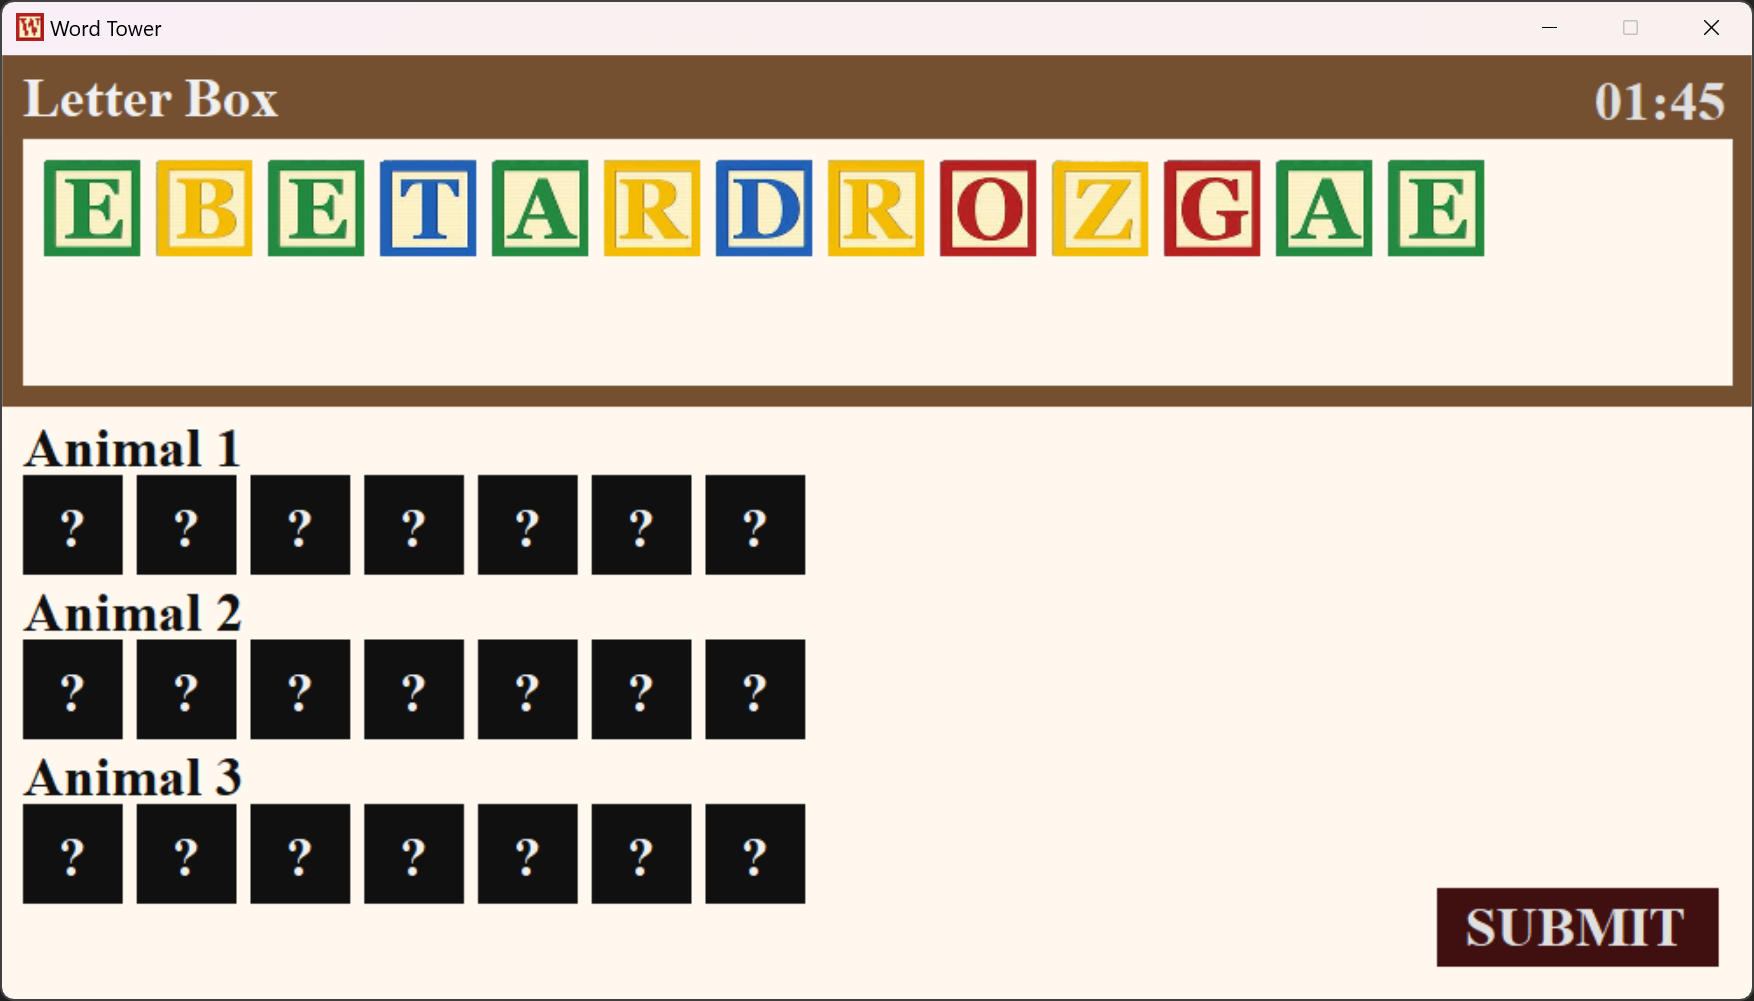 Word Tower
Letter Box
01:45
E B E T A R D R O Z G A E
Animal 1
? ? ? ? ? ? ?
Animal 2
? ? ? ? ? ? ?
Animal 3
? ? ? ? ? ? ?
SUBMIT